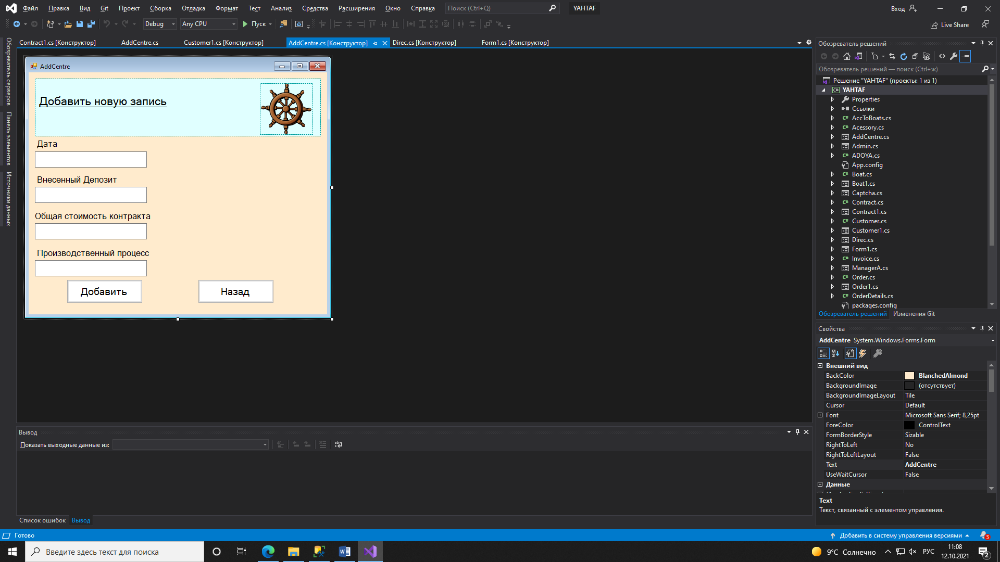 Файл Правка Вид Git Проект Сборка Отладка Формат Тест Анализ Средства Расширения Окно Справка Поиск (Ctrl+Q) YAHTAF Вход
Debug Any CPU Пуск Live Share
Contract1.cs [Конструктор] AddCentre.cs Customer1.cs [Конструктор] AddCentre.cs [Конструктор] Direc.cs [Конструктор] Form1.cs [Конструктор]
Обозреватель серверов
Панель элементов
Источники данных
AddCentre
Добавить новую запись
Дата
Внесенный Депозит
Общая стоимость контракта
Производственный процесс
Добавить Назад
Обозреватель решений
Обозреватель решений — поиск (Ctrl+ж)
Решение "YAHTAF" (проекты: 1 из 1)
YAHTAF
Properties
Ссылки
AccToBoats.cs
Acessory.cs
AddCentre.cs
Admin.cs
ADOYA.cs
App.config
Boat.cs
Boat1.cs
Captcha.cs
Contract.cs
Contract1.cs
Customer.cs
Customer1.cs
Direc.cs
Form1.cs
Invoice.cs
ManagerA.cs
Order.cs
Order1.cs
OrderDetails.cs
packages.config
Обозреватель решений Изменения Git
Свойства
AddCentre System.Windows.Forms.Form
Внешний вид
BackColor BlanchedAlmond
BackgroundImage (отсутствует)
BackgroundImageLayout Tile
Cursor Default
Font Microsoft Sans Serif; 8,25pt
ForeColor ControlText
FormBorderStyle Sizable
RightToLeft No
RightToLeftLayout False
Text AddCentre
UseWaitCursor False
Данные
Text
Текст, связанный с элементом управления.
Вывод
Показать выходные данные из:
Список ошибок Вывод
Готово Добавить в систему управления версиями 3
Введите здесь текст для поиска 9°C Солнечно РУС 11:08
12.10.2021 2